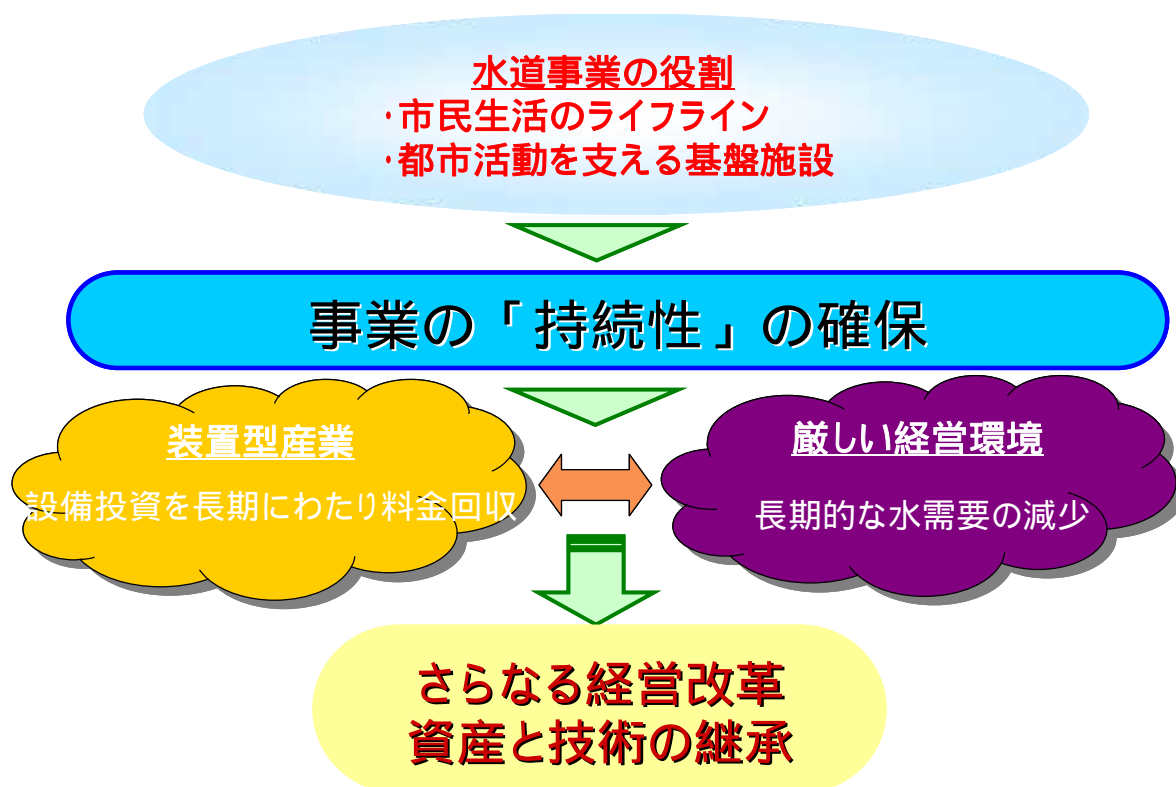 水道事業の役割
・市民生活のライフライン
・都市活動を支える基盤施設
事業の「持続性」の確保
装置型産業
設備投資を長期にわたり料金回収
厳しい経営環境
長期的な水需要の減少
さらなる経営改革
資産と技術の継承